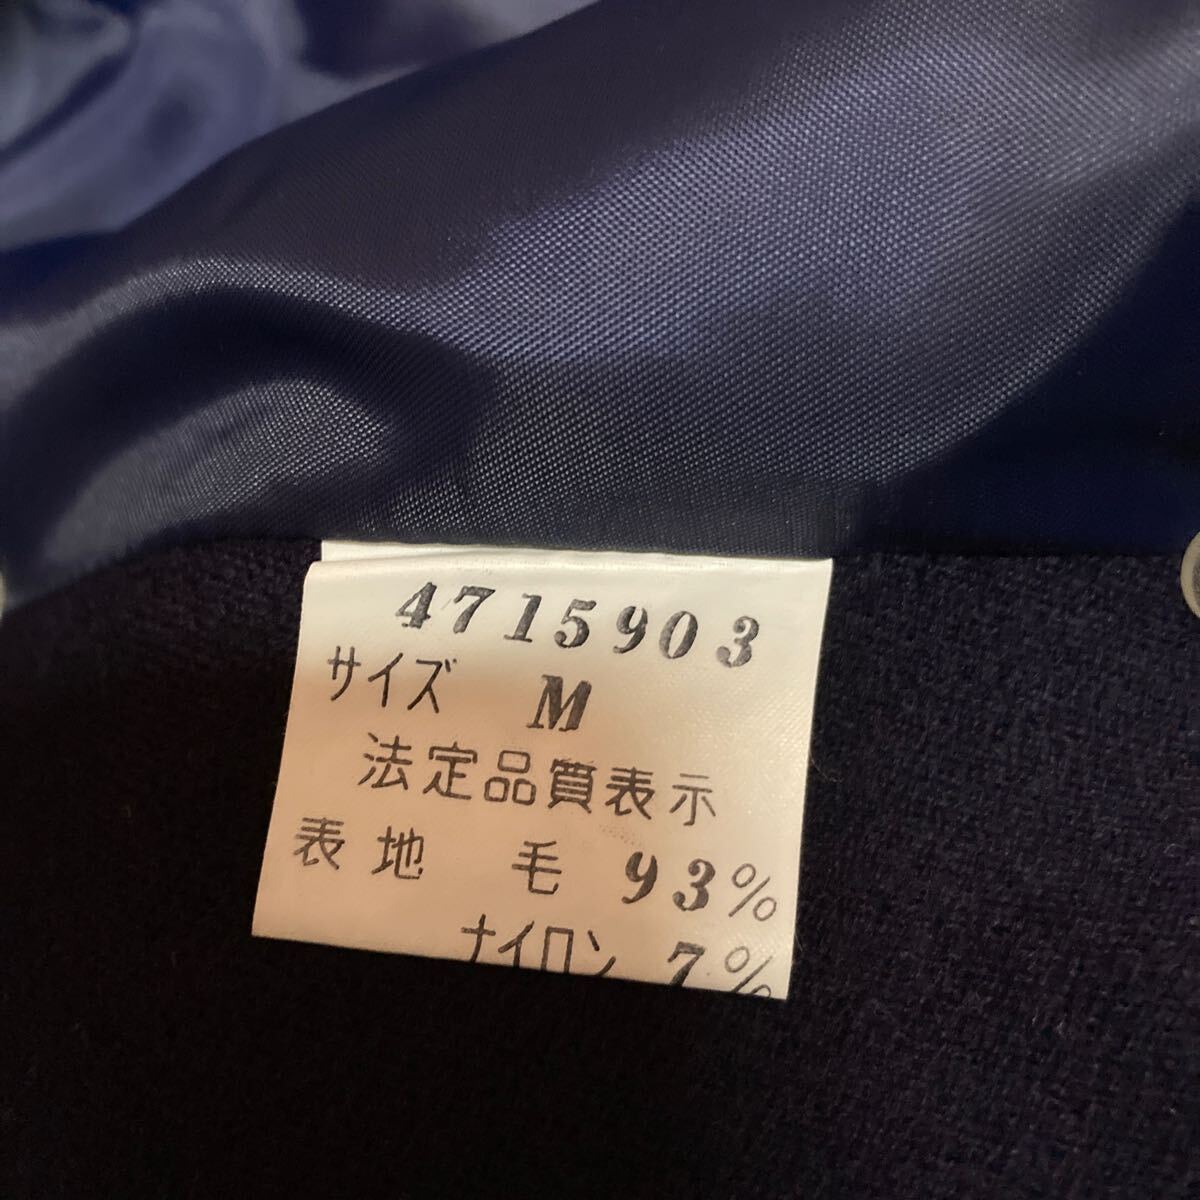 4715903
サイズ M
法定品質表示
表地 毛 93%
ナイロン 7%